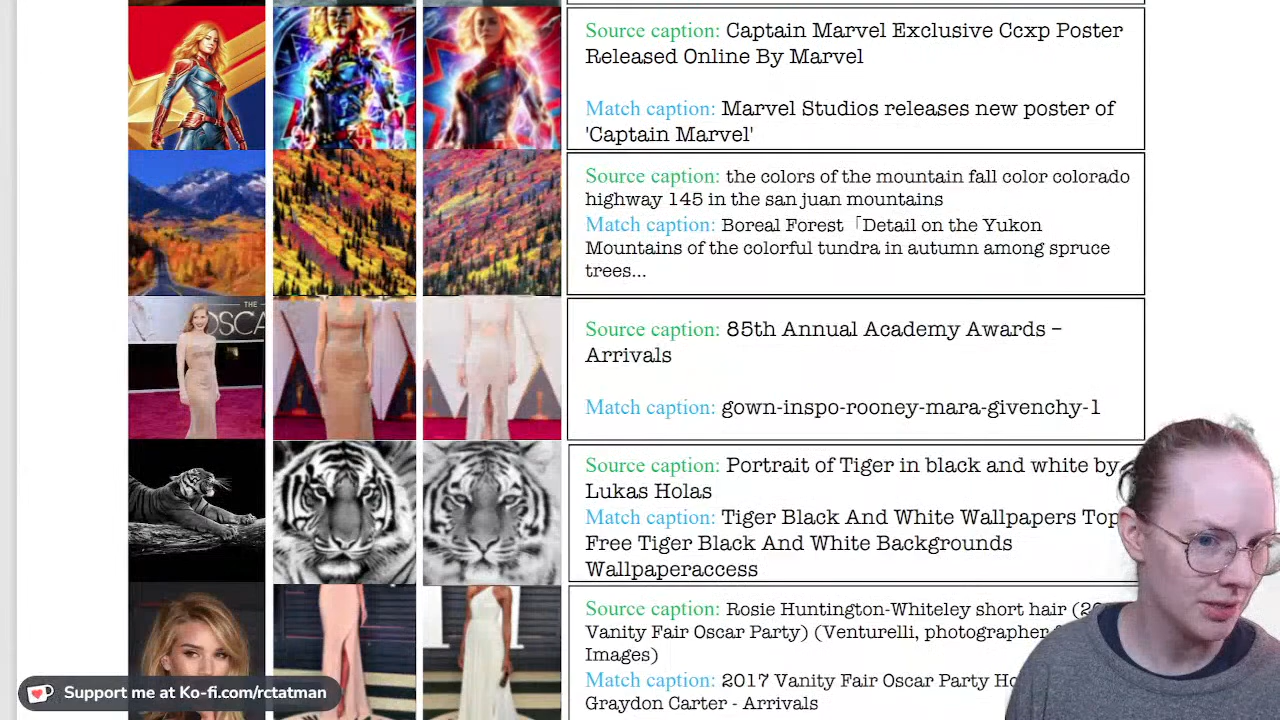 Source caption: Captain Marvel Exclusive Ccxp Poster
Released Online By Marvel
Match caption: Marvel Studios releases new poster of
'Captain Marvel'
Source caption: the colors of the mountain fall color colorado
highway 145 in the san juan mountains
Match caption: Boreal Forest「Detail on the Yukon
Mountains of the colorful tundra in autumn among spruce
trees...
THE
OSCA
Source caption: 85th Annual Academy Awards –
Arrivals
Match caption: gown-inspo-rooney-mara-givenchy-1
Source caption: Portrait of Tiger in black and white by
Lukas Holas
Match caption: Tiger Black And White Wallpapers Top
Free Tiger Black And White Backgrounds
Wallpaperaccess
Source caption: Rosie Huntington-Whiteley short hair
Vanity Fair Oscar Party) (Venturelli, photographer
Images)
Match caption: 2017 Vanity Fair Oscar Party
Graydon Carter - Arrivals
Support me at Ko-fi.com/rctatman